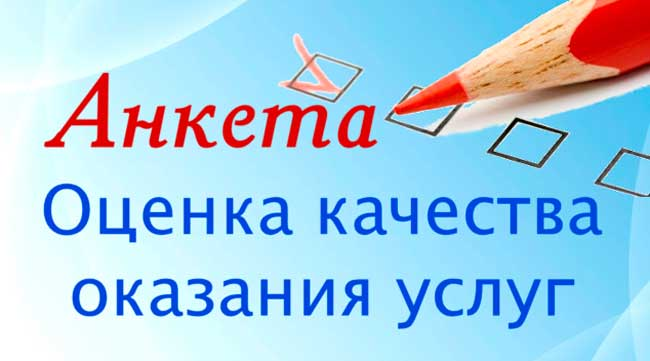 Анкета
Оценка качества
оказания услуг